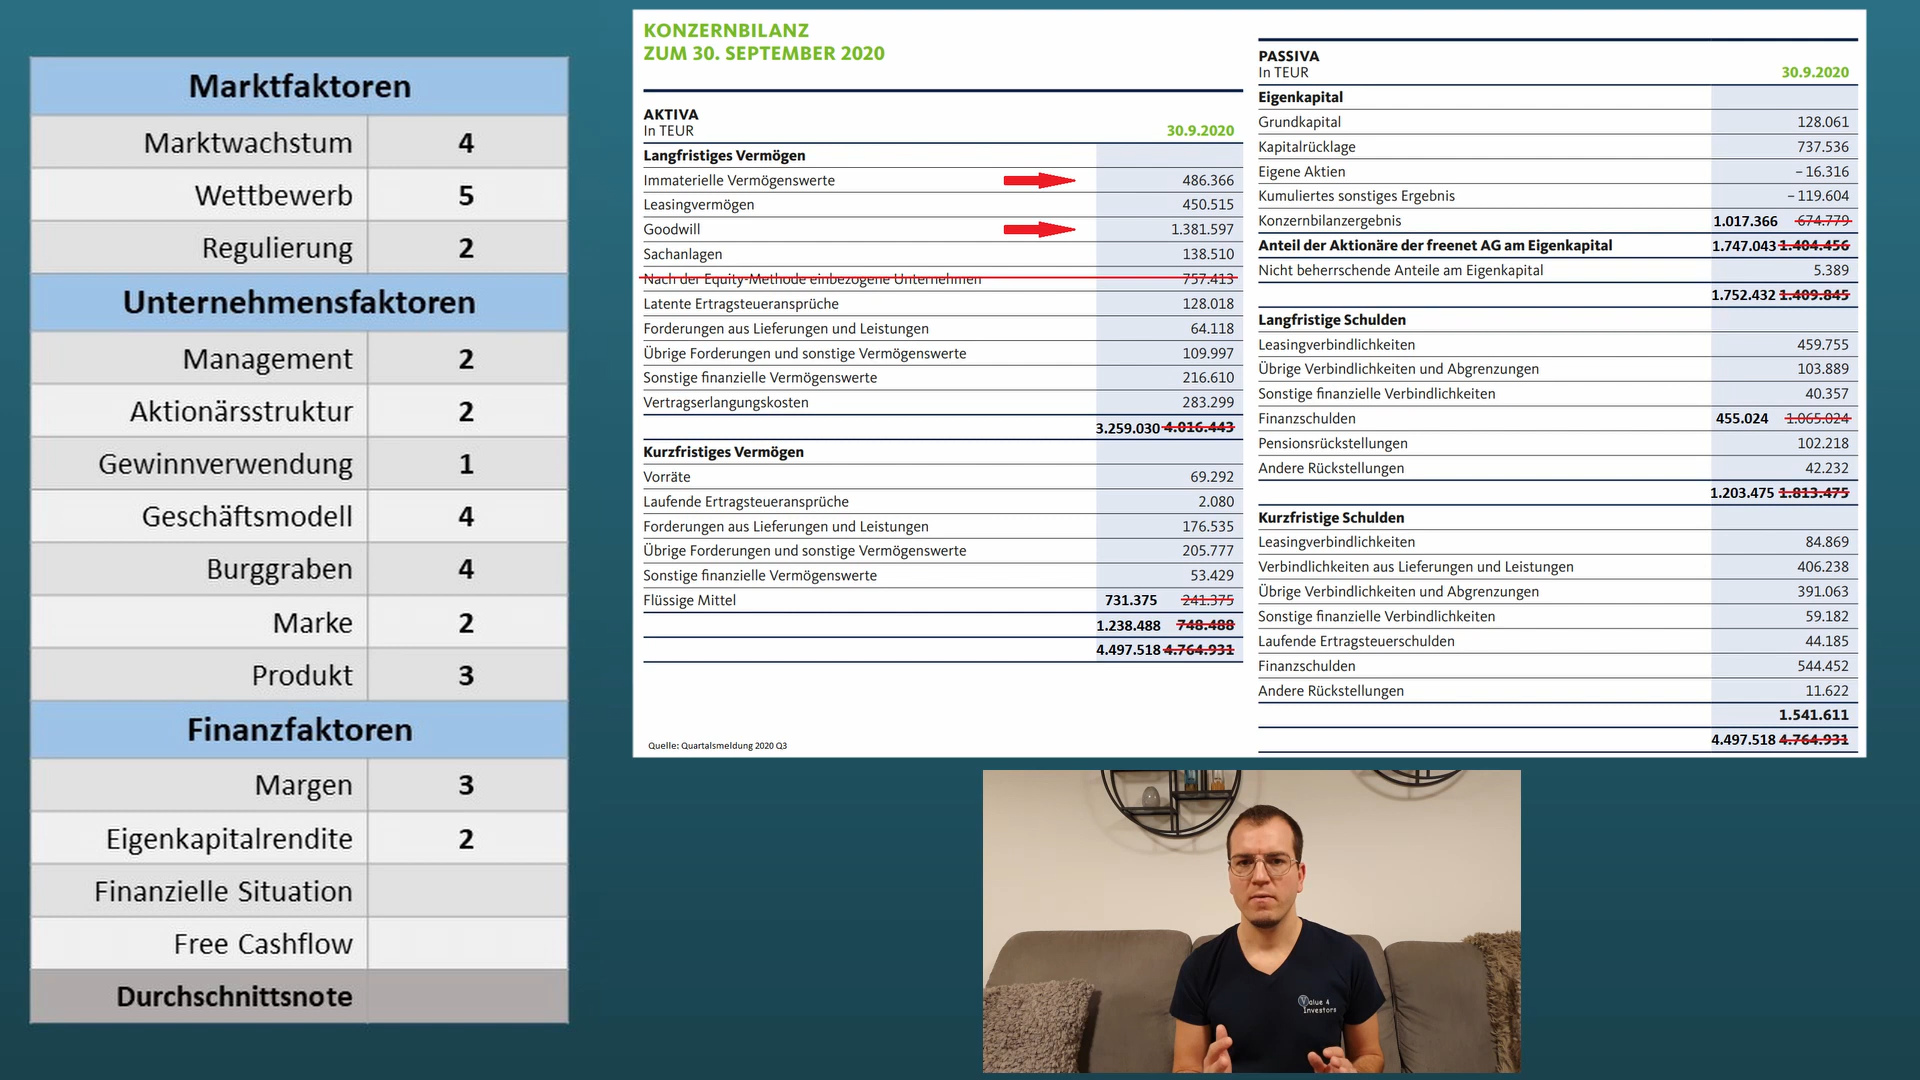 Marktfaktoren
Marktwachstum 4
Wettbewerb 5
Regulierung 2
Unternehmensfaktoren
Management 2
Aktionärsstruktur 2
Gewinnverwendung 1
Geschäftsmodell 4
Burggraben 4
Marke 2
Produkt 3
Finanzfaktoren
Margen 3
Eigenkapitalrendite 2
Finanzielle Situation
Free Cashflow
Durchschnittsnote
KONZERNBILANZ
ZUM 30. SEPTEMBER 2020
AKTIVA
In TEUR 30.9.2020
Langfristiges Vermögen
Immaterielle Vermögenswerte 486.366
Leasingvermögen 450.515
Goodwill 1.381.597
Sachanlagen 138.510
Nach der Equity-Methode einbezogene Unternehmen 757.413
Latente Ertragsteueransprüche 128.018
Forderungen aus Lieferungen und Leistungen 64.118
Übrige Forderungen und sonstige Vermögenswerte 109.997
Sonstige finanzielle Vermögenswerte 216.610
Vertragserlangungskosten 283.299
3.259.030 4.016.443
Kurzfristiges Vermögen
Vorräte 69.292
Laufende Ertragsteueransprüche 2.080
Forderungen aus Lieferungen und Leistungen 176.535
Übrige Forderungen und sonstige Vermögenswerte 205.777
Sonstige finanzielle Vermögenswerte 53.429
Flüssige Mittel 731.375 241.375
1.238.488 748.488
4.497.518 4.764.931
Quelle: Quartalsmeldung 2020 Q3
PASSIVA
In TEUR 30.9.2020
Eigenkapital
Grundkapital 128.061
Kapitalrücklage 737.536
Eigene Aktien – 16.316
Kumuliertes sonstiges Ergebnis – 119.604
Konzernbilanzergebnis 1.017.366 674.779
Anteil der Aktionäre der freenet AG am Eigenkapital 1.747.043 1.404.456
Nicht beherrschende Anteile am Eigenkapital 5.389
1.752.432 1.409.845
Langfristige Schulden
Leasingverbindlichkeiten 459.755
Übrige Verbindlichkeiten und Abgrenzungen 103.889
Sonstige finanzielle Verbindlichkeiten 40.357
Finanzschulden 455.024 1.065.024
Pensionsrückstellungen 102.218
Andere Rückstellungen 42.232
1.203.475 1.813.475
Kurzfristige Schulden
Leasingverbindlichkeiten 84.869
Verbindlichkeiten aus Lieferungen und Leistungen 406.238
Übrige Verbindlichkeiten und Abgrenzungen 391.063
Sonstige finanzielle Verbindlichkeiten 59.182
Laufende Ertragsteuerschulden 44.185
Finanzschulden 544.452
Andere Rückstellungen 11.622
1.541.611
4.497.518 4.764.931
Value 4
Investors